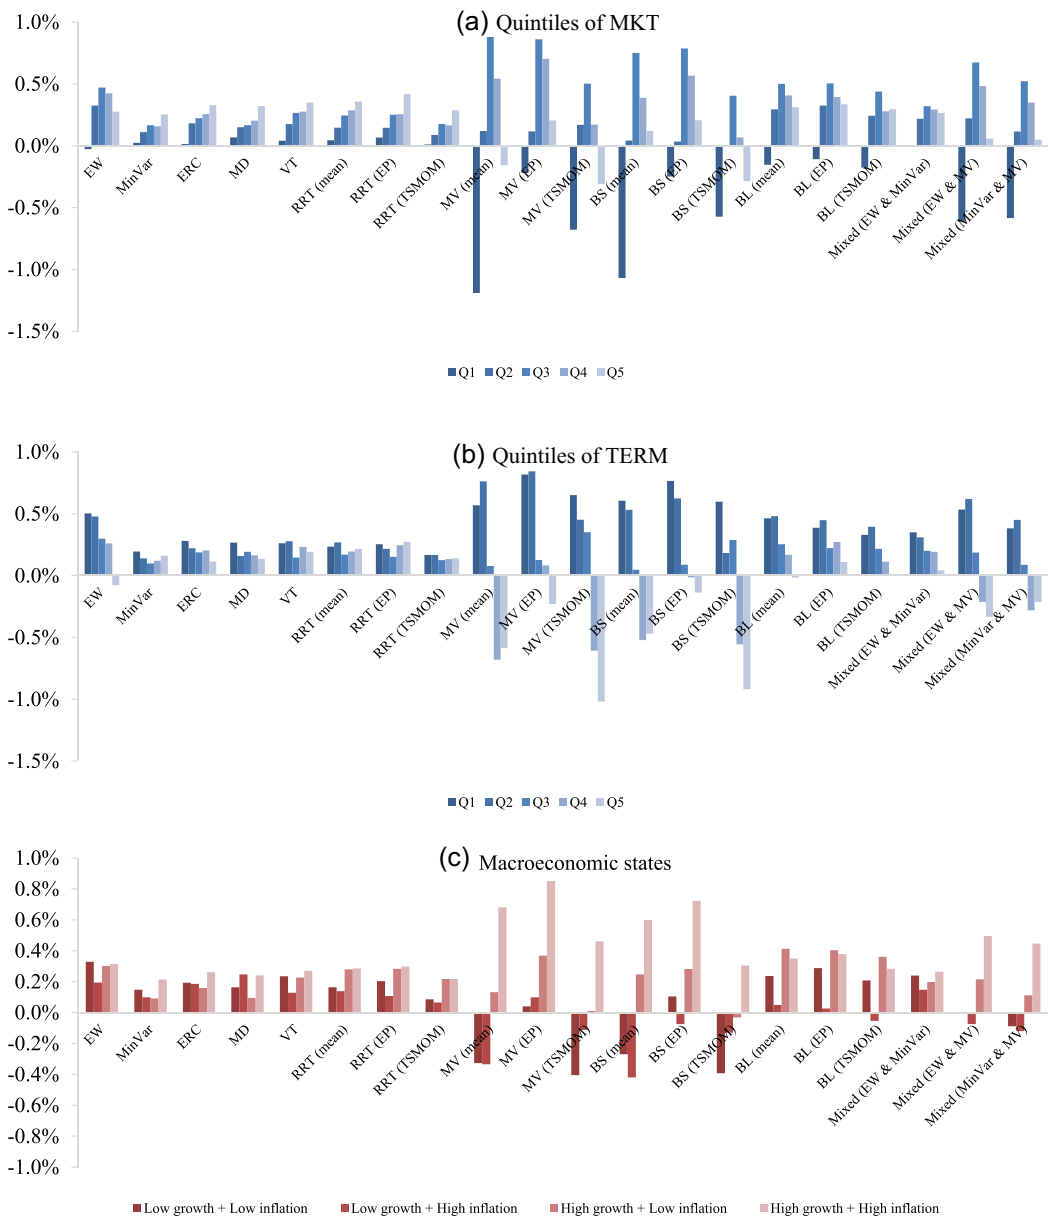 (a) Quintiles of MKT
1.0%
0.5%
0.0%
-0.5%
-1.0%
-1.5%
EW
MinVar
ERC
MD
VT
RRT (mean)
RRT (EP)
RRT (TSMOM)
MV (mean)
MV (EP)
MV (TSMOM)
BS (mean)
BS (EP)
BS (TSMOM)
BL (mean)
BL (EP)
BL (TSMOM)
Mixed (EW & MinVar)
Mixed (EW & MV)
Mixed (MinVar & MV)
Q1 Q2 Q3 Q4 Q5
(b) Quintiles of TERM
1.0%
0.5%
0.0%
-0.5%
-1.0%
-1.5%
EW
MinVar
ERC
MD
VT
RRT (mean)
RRT (EP)
RRT (TSMOM)
MV (mean)
MV (EP)
MV (TSMOM)
BS (mean)
BS (EP)
BS (TSMOM)
BL (mean)
BL (EP)
BL (TSMOM)
Mixed (EW & MinVar)
Mixed (EW & MV)
Mixed (MinVar & MV)
Q1 Q2 Q3 Q4 Q5
(c) Macroeconomic states
1.0%
0.8%
0.6%
0.4%
0.2%
0.0%
-0.2%
-0.4%
-0.6%
-0.8%
-1.0%
EW
MinVar
ERC
MD
VT
RRT (mean)
RRT (EP)
RRT (TSMOM)
MV (mean)
MV (EP)
MV (TSMOM)
BS (mean)
BS (EP)
BS (TSMOM)
BL (mean)
BL (EP)
BL (TSMOM)
Mixed (EW & MinVar)
Mixed (EW & MV)
Mixed (MinVar & MV)
Low growth + Low inflation Low growth + High inflation High growth + Low inflation High growth + High inflation